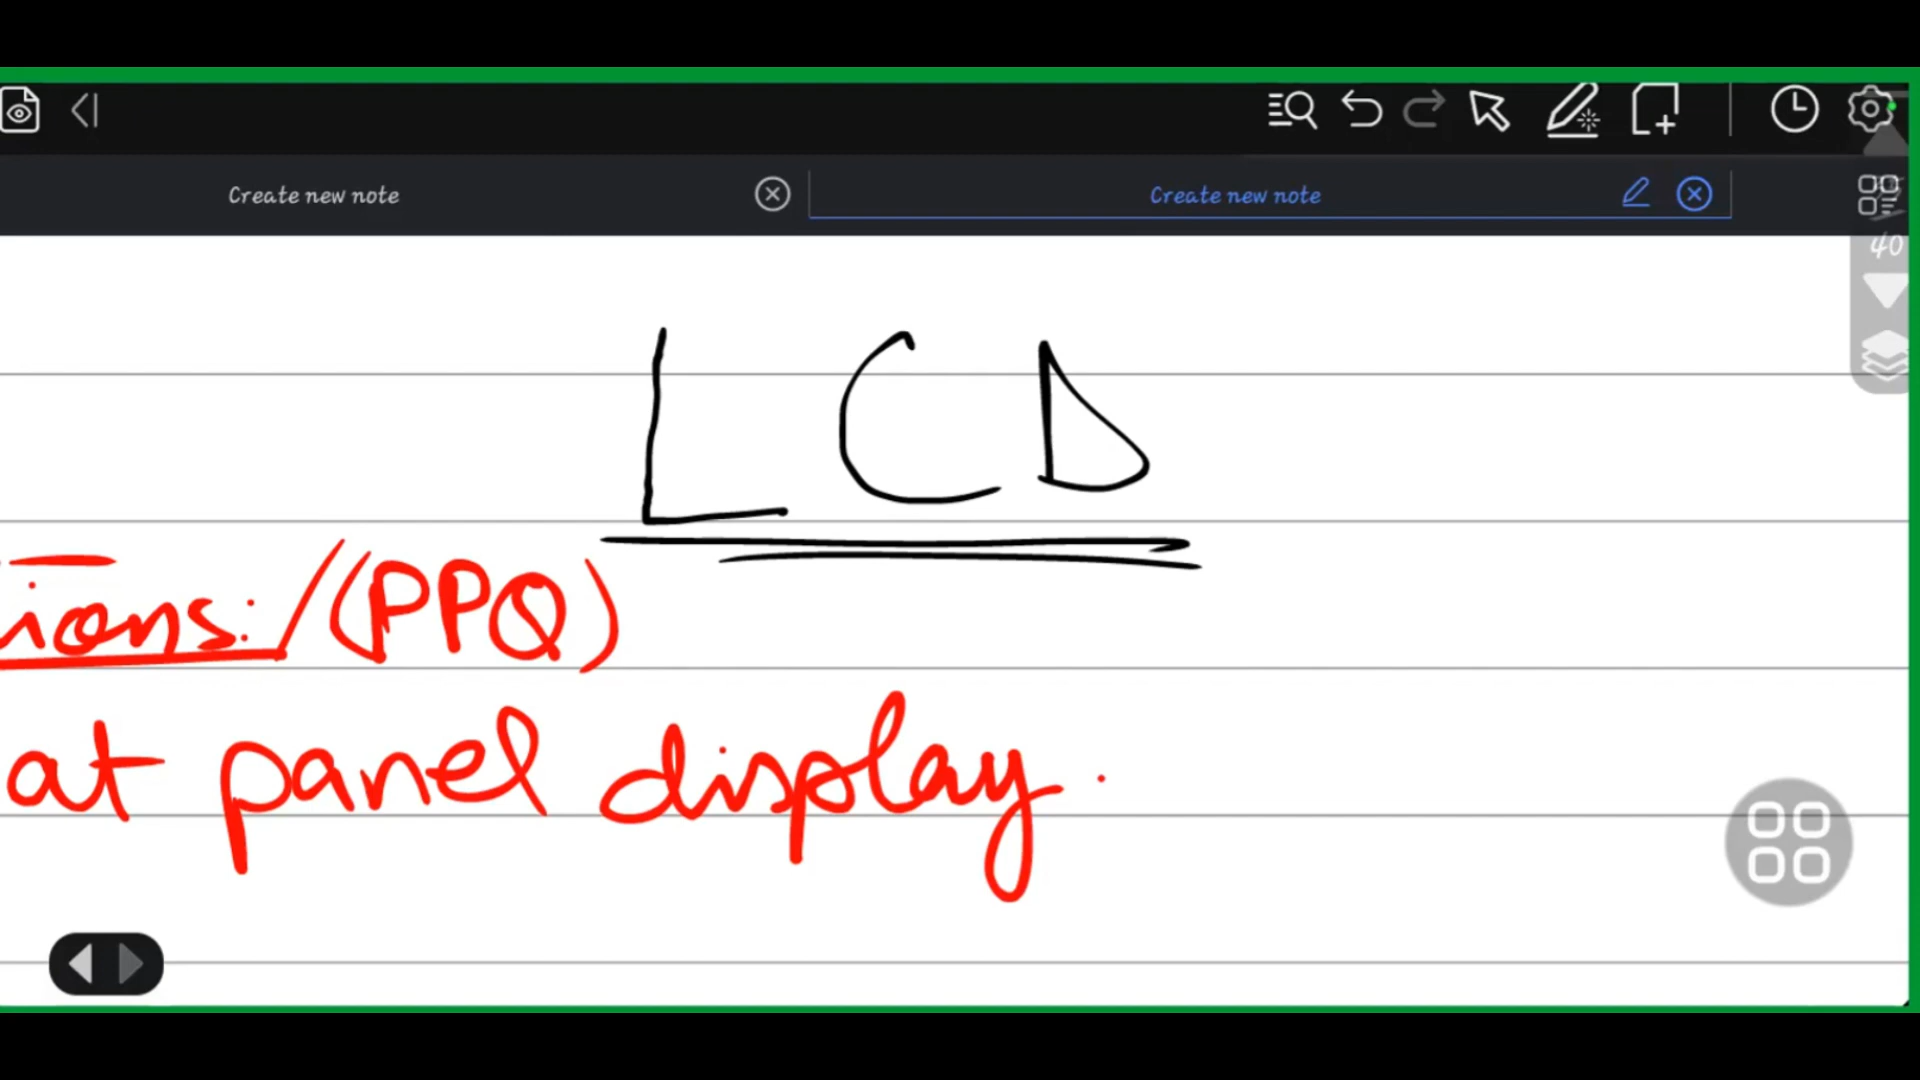 Create new note Create new note
40
LCD
ions:/(PPQ)
at panel display.